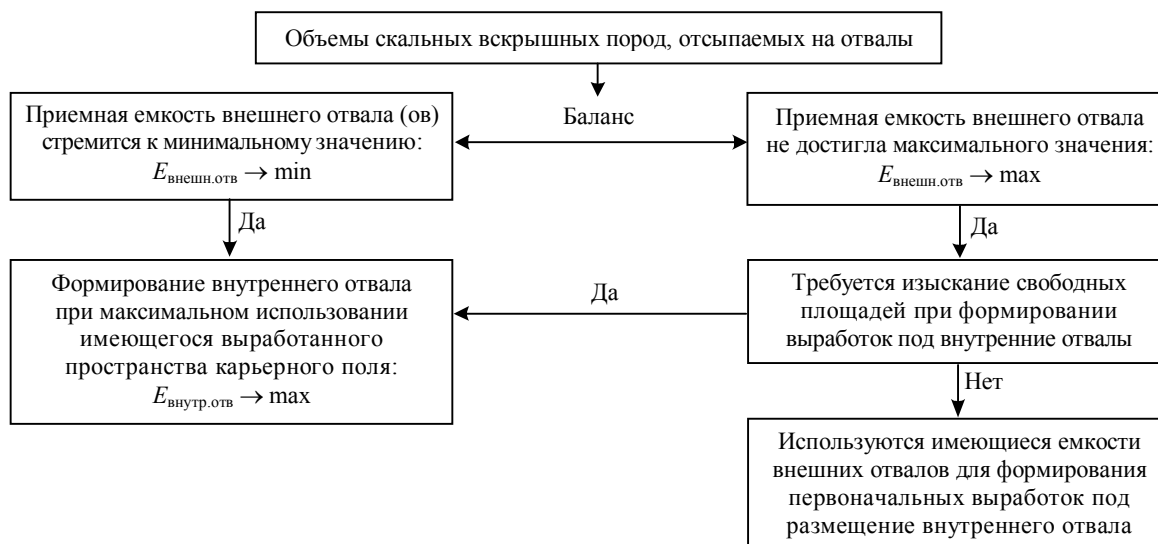 Объемы скальных вскрышных пород, отсыпаемых на отвалы
Приемная емкость внешнего отвала (ов)
стремится к минимальному значению:
Eвнешн.отв → min
Баланс
Приемная емкость внешнего отвала
не достигла максимального значения:
Eвнешн.отв → max
Да
Да
Формирование внутреннего отвала
при максимальном использовании
имеющегося выработанного
пространства карьерного поля:
Eвнутр.отв → max
Да
Требуется изыскание свободных
площадей при формировании
выработок под внутренние отвалы
Нет
Используются имеющиеся емкости
внешних отвалов для формирования
первоначальных выработок под
размещение внутреннего отвала